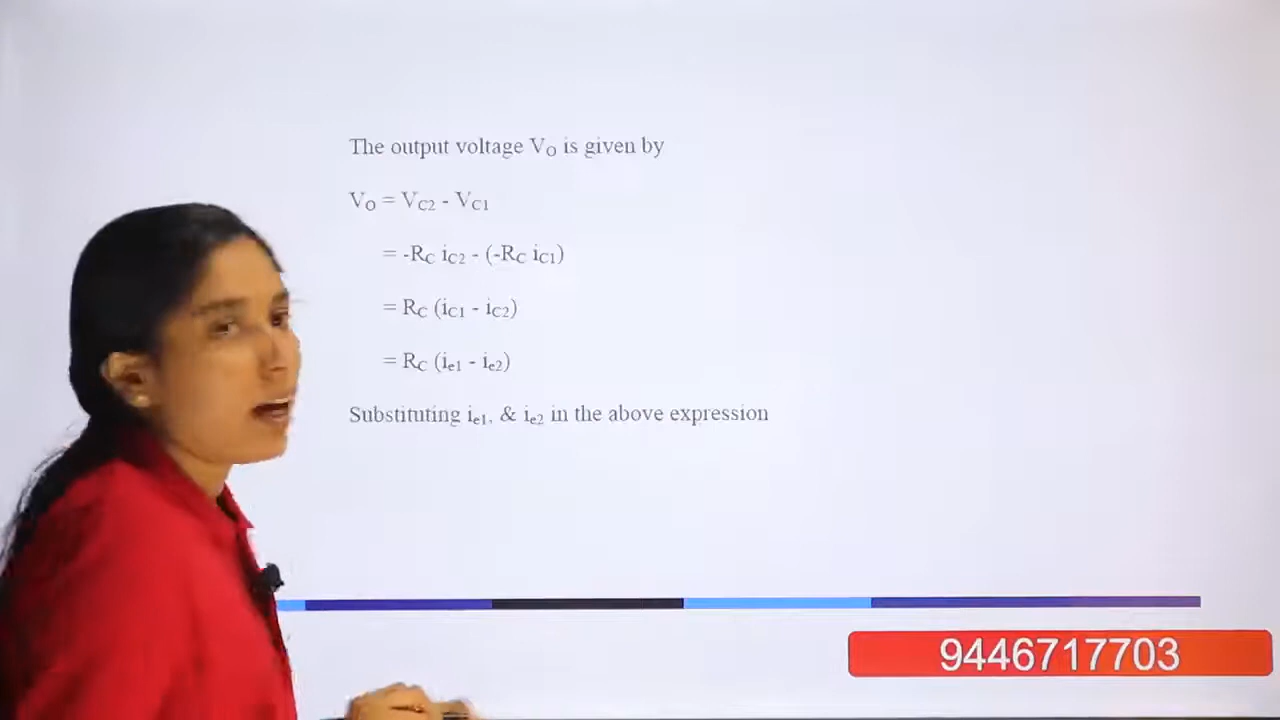 The output voltage VO is given by
VO = VC2 - VC1
= -RC iC2 - (-RC iC1)
= RC (iC1 - iC2)
= RC (ie1 - ie2)
Substituting ie1, & ie2 in the above expression
9446717703